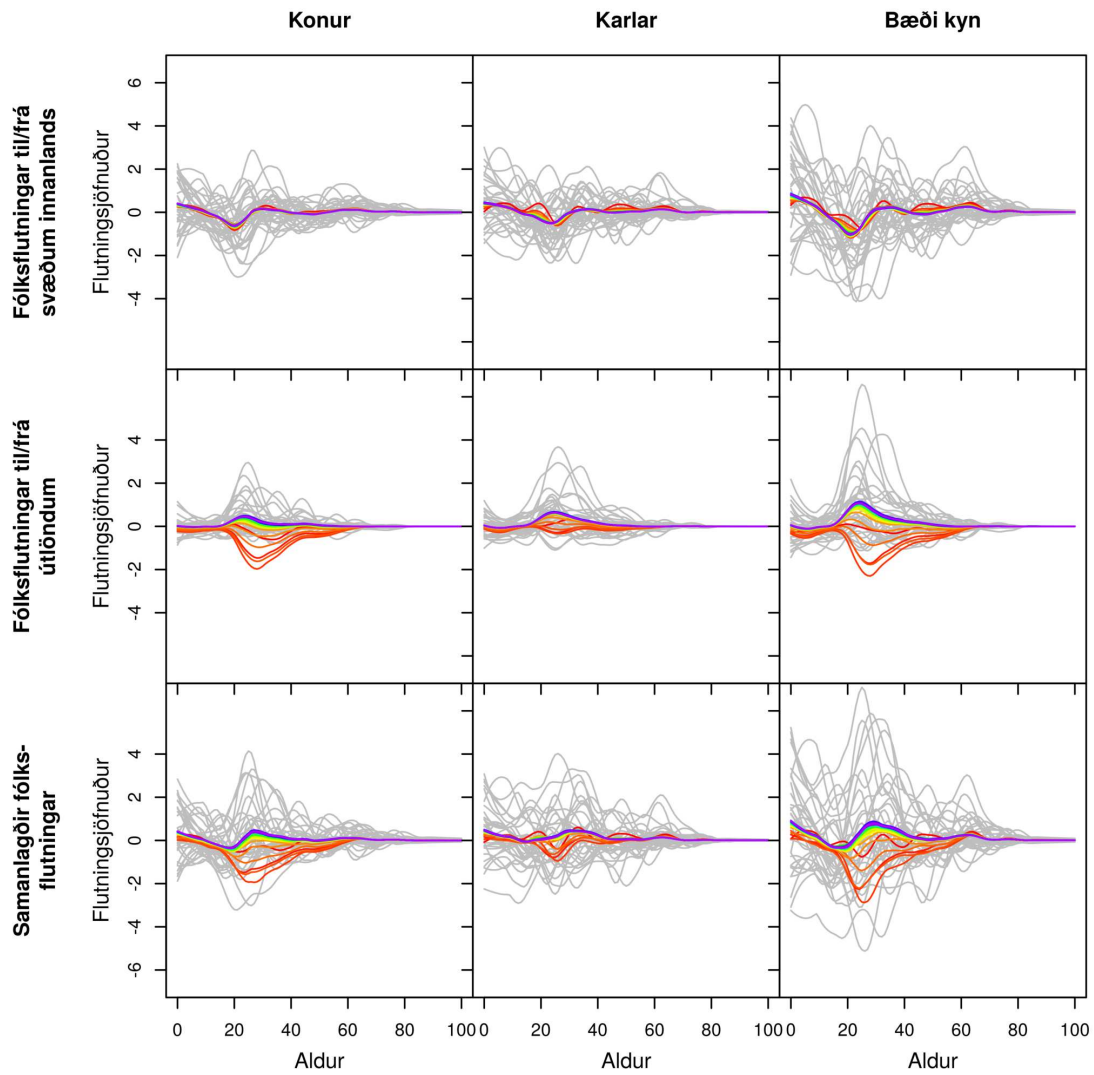 Konur
Karlar
Bæði kyn
Fólksflutningar til/frá
svæðum innanlands
Flutningsjöfnuður
6
4
2
0
-2
-4
Fólksflutningar til/frá
útlöndum
Flutningsjöfnuður
4
2
0
-2
-4
Samanlagðir fólks-
flutningar
Flutningsjöfnuður
4
2
0
-2
-4
-6
0 20 40 60 80 100
0 20 40 60 80 100
0 20 40 60 80 100
Aldur
Aldur
Aldur